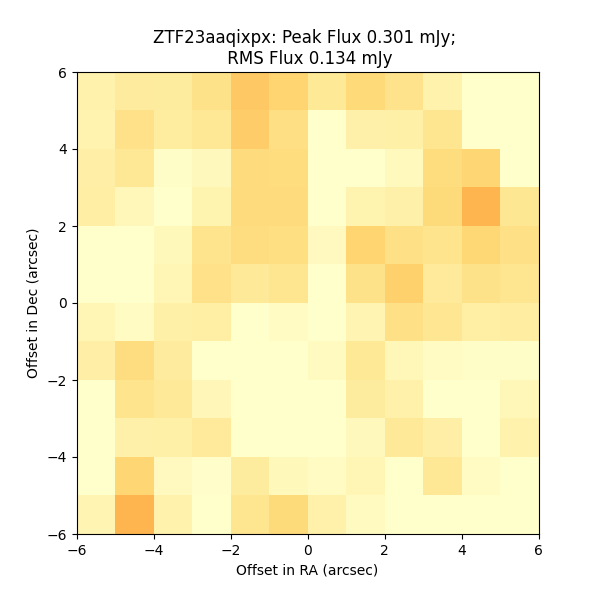 ZTF23aaqixpx: Peak Flux 0.301 mJy;
RMS Flux 0.134 mJy
6
4
2
0
−2
−4
−6
Offset in Dec (arcsec)
−6 −4 −2 0 2 4 6
Offset in RA (arcsec)